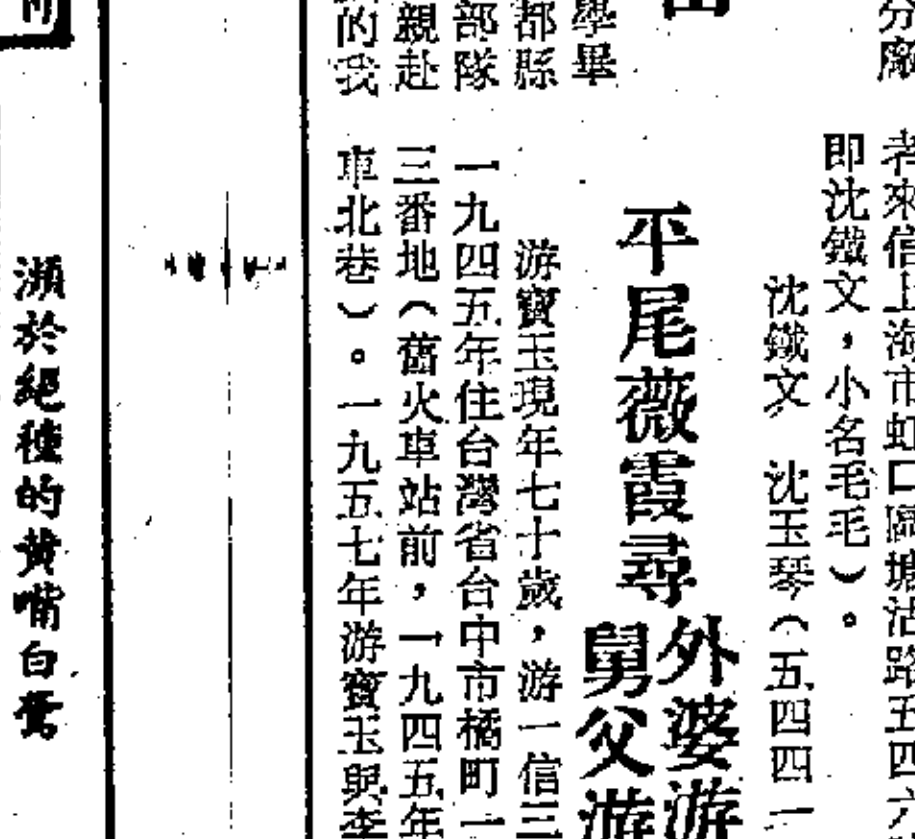 分廠
者來信上海市虹口區塘沽路五四六
即沈鐵文，小名毛毛）。
沈鐵文　沈玉琴（五四四一
平尾薇霞尋
外婆游
舅父游
學畢
游寶玉現年七十歲，游一信三
都縣
一九四五年住台灣省台中市橘町一
部隊
三番地（舊火車站前，一九四五年
親赴
車北巷）。一九五七年游寶玉與李
的我
瀕於絕種的黃嘴白鷺
刊